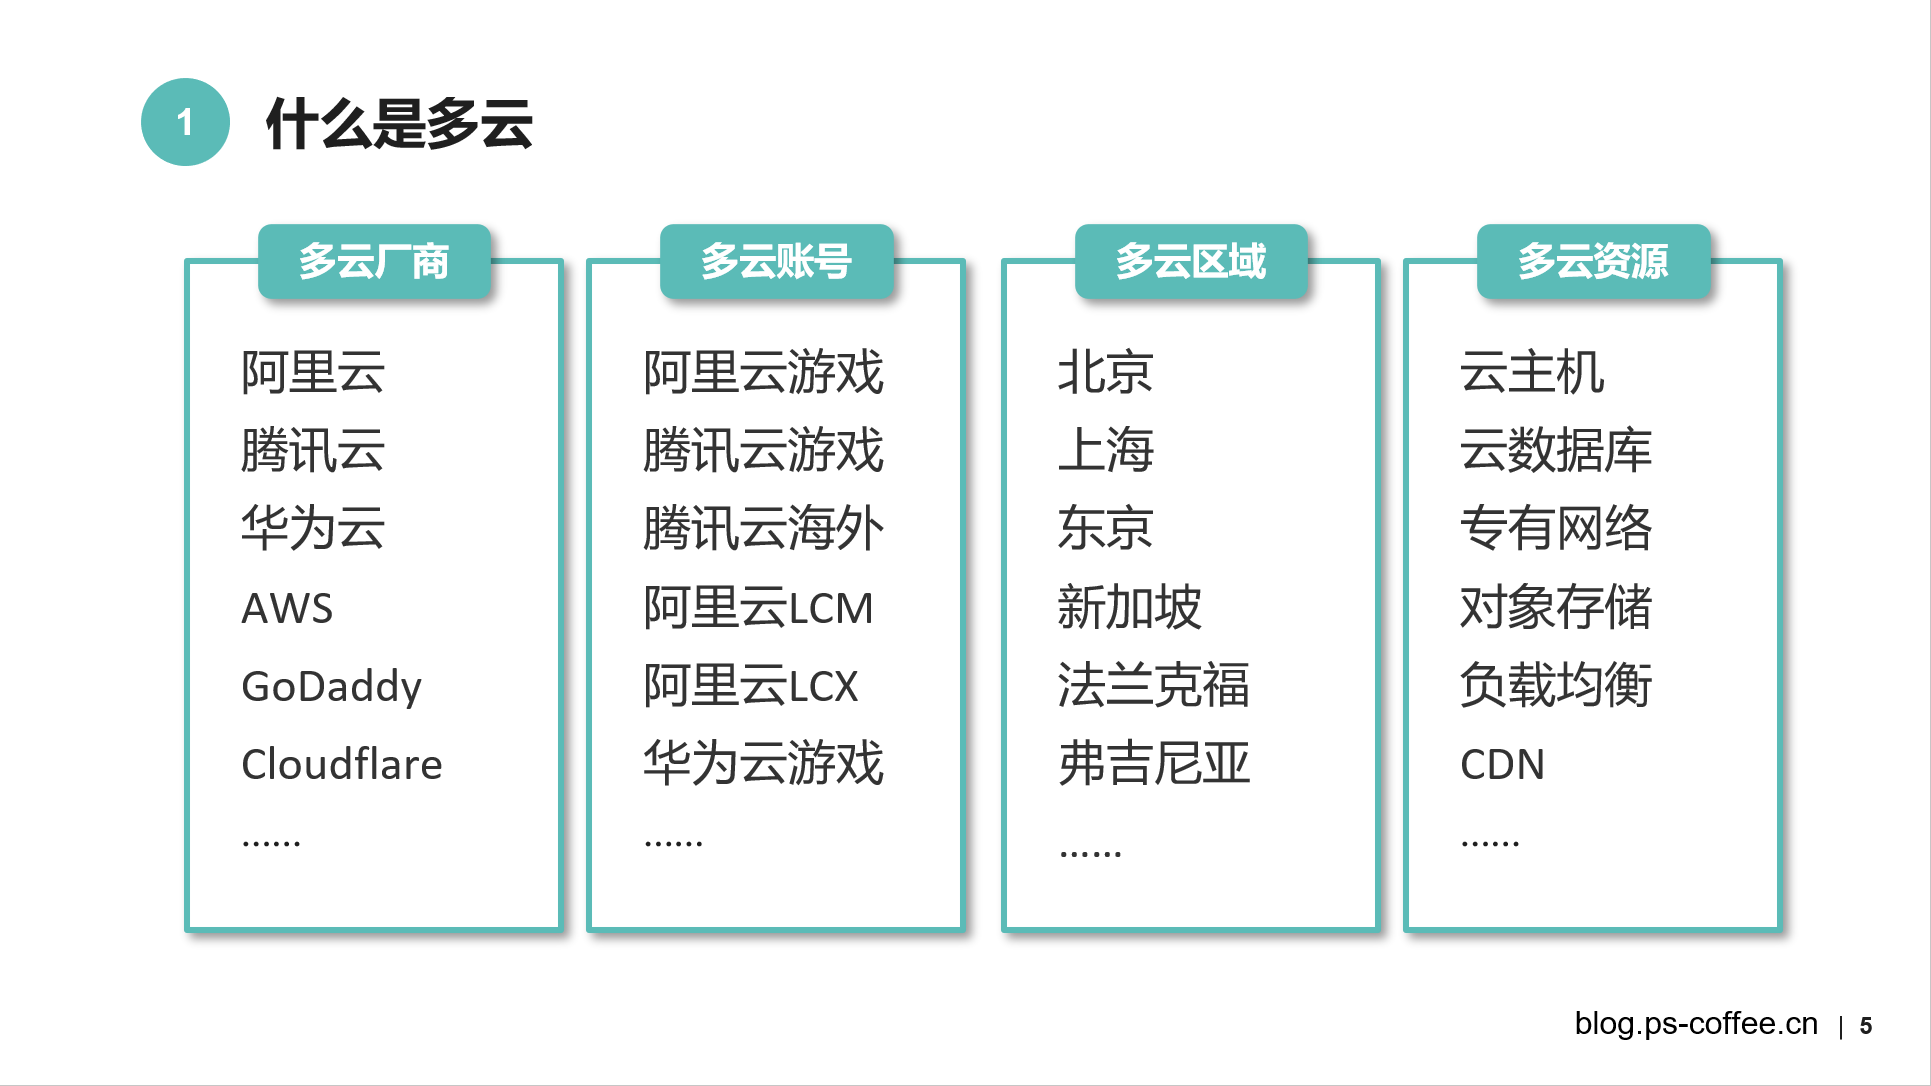 1
什么是多云
多云厂商
阿里云
腾讯云
华为云
AWS
GoDaddy
Cloudflare
......
多云账号
阿里云游戏
腾讯云游戏
腾讯云海外
阿里云LCM
阿里云LCX
华为云游戏
......
多云区域
北京
上海
东京
新加坡
法兰克福
弗吉尼亚
......
多云资源
云主机
云数据库
专有网络
对象存储
负载均衡
CDN
......
blog.ps-coffee.cn | 5